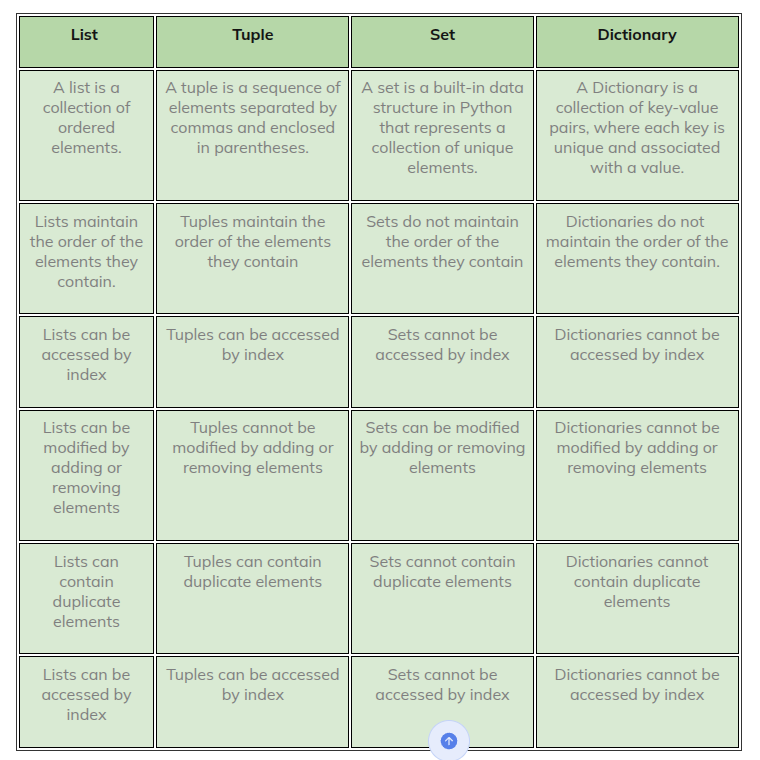 List
Tuple
Set
Dictionary
A list is a
collection of
ordered
elements.
A tuple is a sequence of
elements separated by
commas and enclosed
in parentheses.
A set is a built-in data
structure in Python
that represents a
collection of unique
elements.
A Dictionary is a
collection of key-value
pairs, where each key is
unique and associated
with a value.
Lists maintain
the order of the
elements they
contain.
Tuples maintain the
order of the elements
they contain
Sets do not maintain
the order of the
elements they contain
Dictionaries do not
maintain the order of the
elements they contain.
Lists can be
accessed by
index
Tuples can be accessed
by index
Sets cannot be
accessed by index
Dictionaries cannot be
accessed by index
Lists can be
modified by
adding or
removing
elements
Tuples cannot be
modified by adding or
removing elements
Sets can be modified
by adding or removing
elements
Dictionaries cannot be
modified by adding or
removing elements
Lists can
contain
duplicate
elements
Tuples can contain
duplicate elements
Sets cannot contain
duplicate elements
Dictionaries cannot
contain duplicate
elements
Lists can be
accessed by
index
Tuples can be accessed
by index
Sets cannot be
accessed by index
Dictionaries cannot be
accessed by index